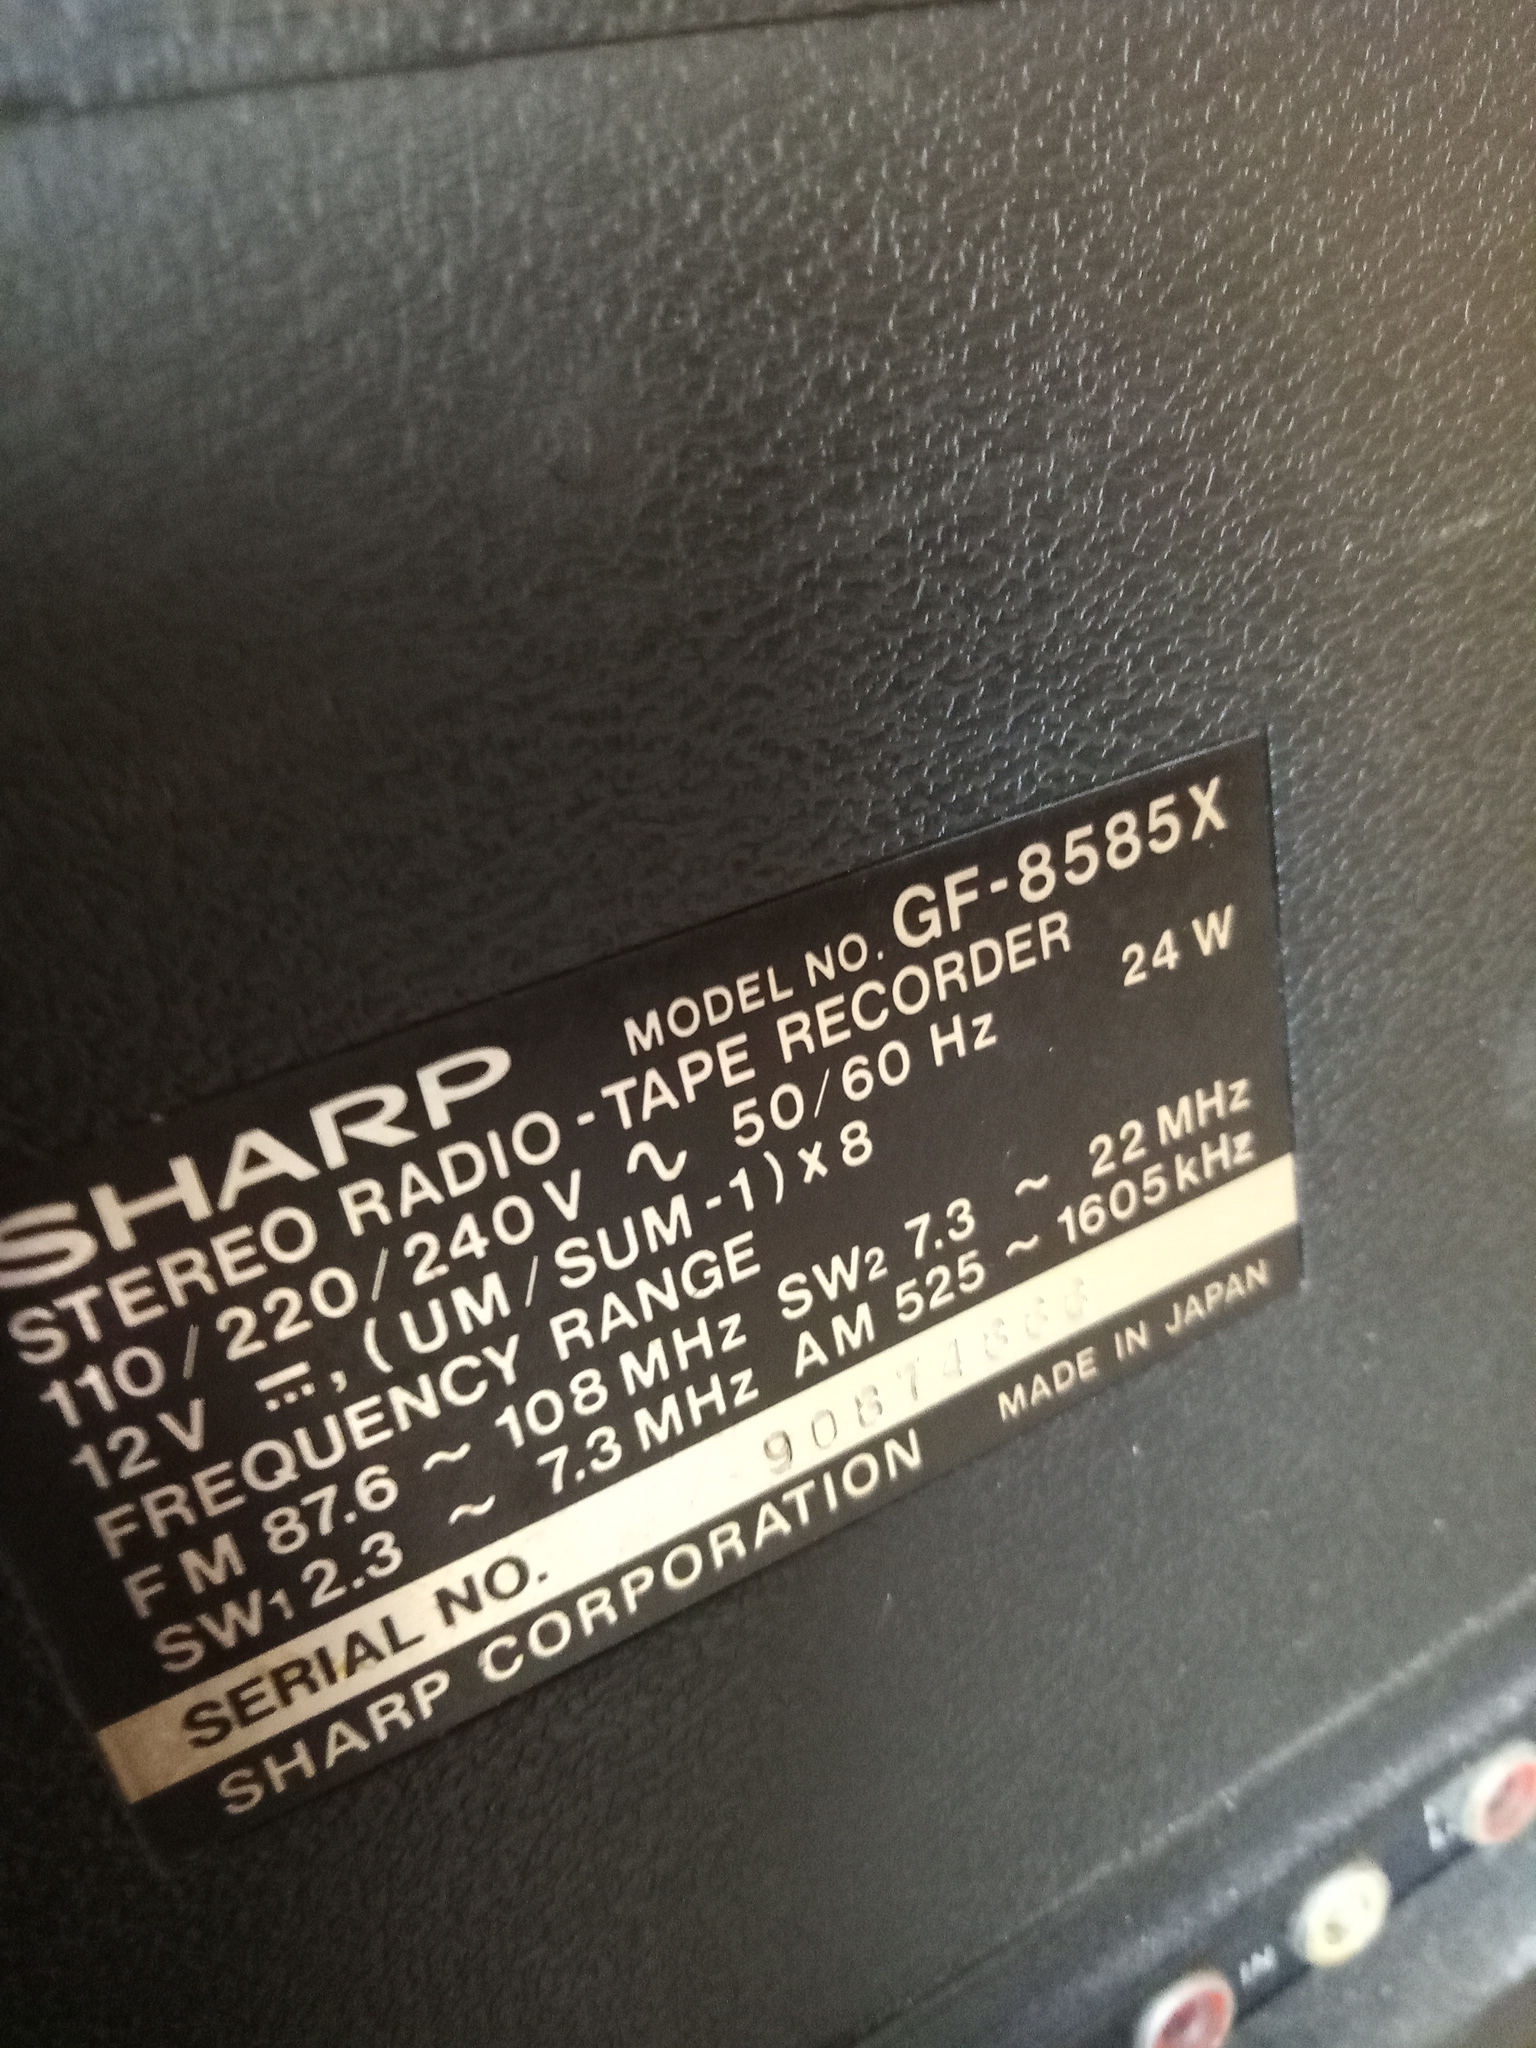 SHARP MODEL NO. GF-8585X
STEREO RADIO-TAPE RECORDER
110/220/240V ∿ 50/60 Hz 24 W
12V ⎓, (UM/SUM-1) x 8
FREQUENCY RANGE
FM 87.6 ~ 108 MHz SW2 7.3 ~ 22 MHz
SW1 2.3 ~ 7.3 MHz AM 525 ~ 1605 kHz
SERIAL NO.
SHARP CORPORATION MADE IN JAPAN